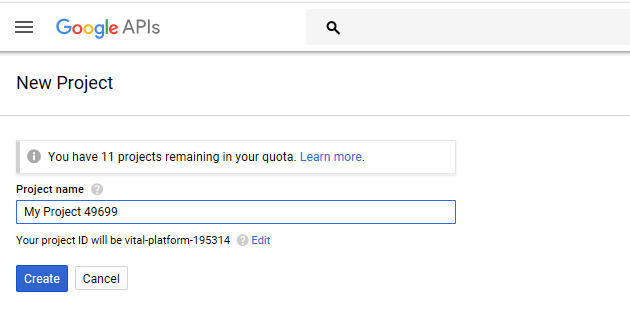 Google APIs
New Project
You have 11 projects remaining in your quota. Learn more.
Project name
My Project 49699
Your project ID will be vital-platform-195314 Edit
Create Cancel